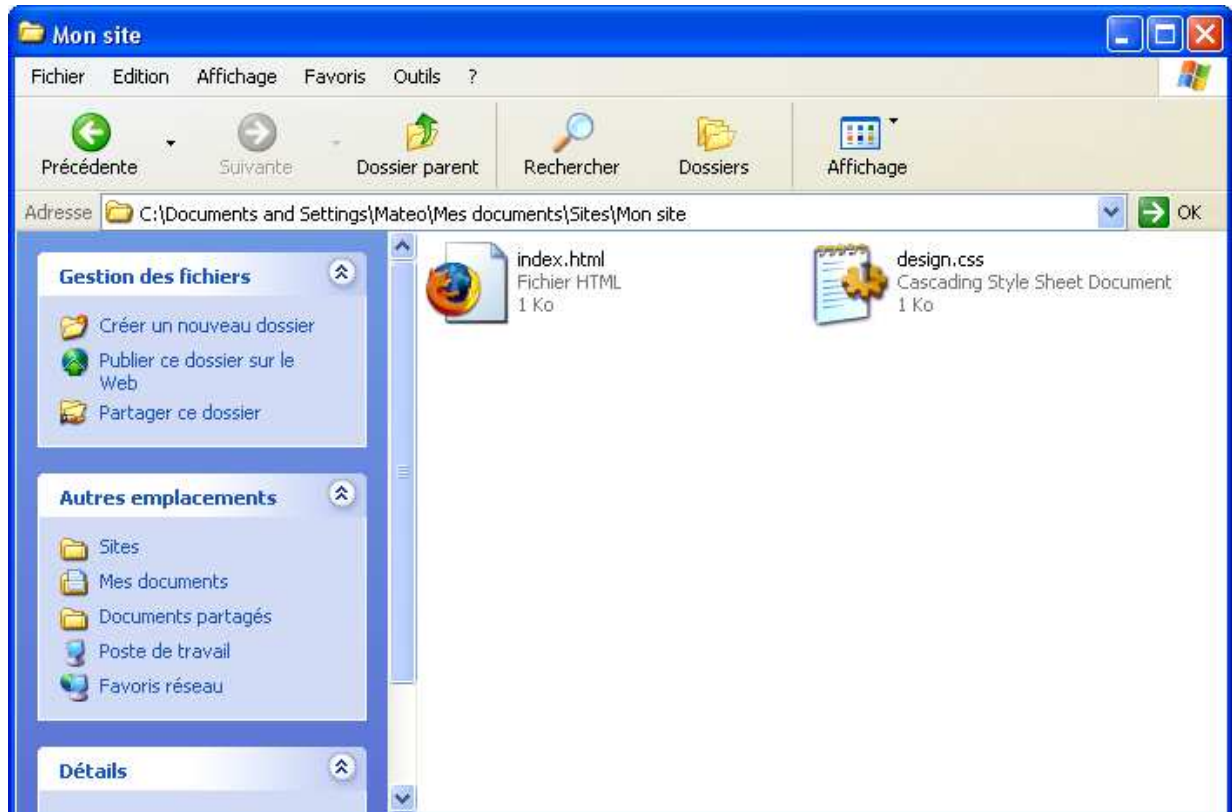 Mon site
Fichier Edition Affichage Favoris Outils ?
Précédente Suivante Dossier parent Rechercher Dossiers Affichage
Adresse C:\Documents and Settings\Mateo\Mes documents\Sites\Mon site OK
Gestion des fichiers
Créer un nouveau dossier
Publier ce dossier sur le
Web
Partager ce dossier
Autres emplacements
Sites
Mes documents
Documents partagés
Poste de travail
Favoris réseau
Détails
index.html
Fichier HTML
1 Ko
design.css
Cascading Style Sheet Document
1 Ko